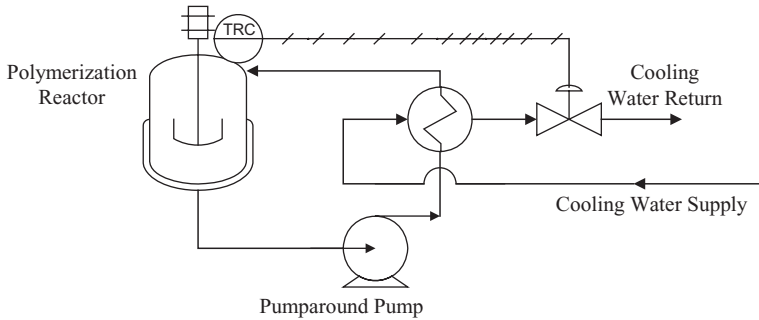 TRC
Polymerization
Reactor
Cooling
Water Return
Cooling Water Supply
Pumparound Pump